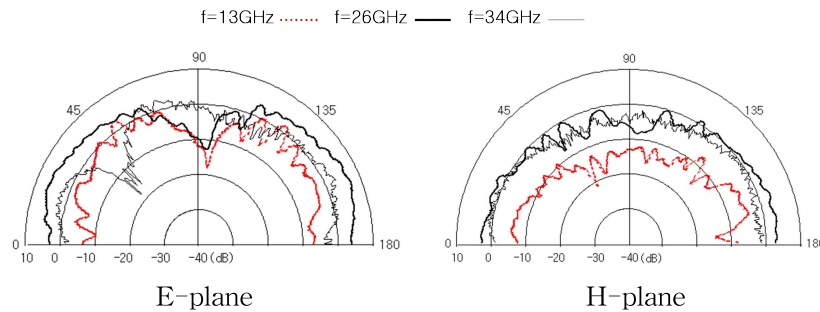 f=13GHz f=26GHz f=34GHz
90 90
45 135 45 135
0 180 0 180
10 0 -10 -20 -30 -40(dB) 10 0 -10 -20 -30 -40(dB)
E-plane H-plane